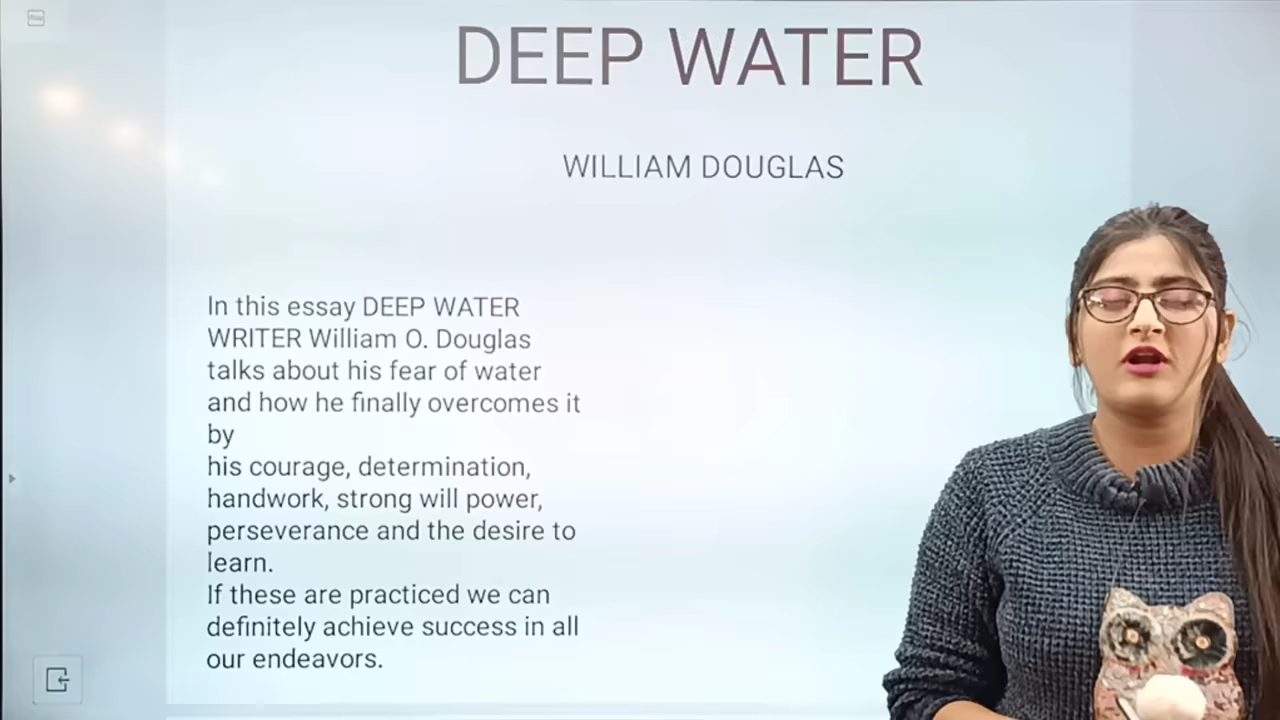 DEEP WATER
WILLIAM DOUGLAS
In this essay DEEP WATER
WRITER William O. Douglas
talks about his fear of water
and how he finally overcomes it
by
his courage, determination,
handwork, strong will power,
perseverance and the desire to
learn.
If these are practiced we can
definitely achieve success in all
our endeavors.